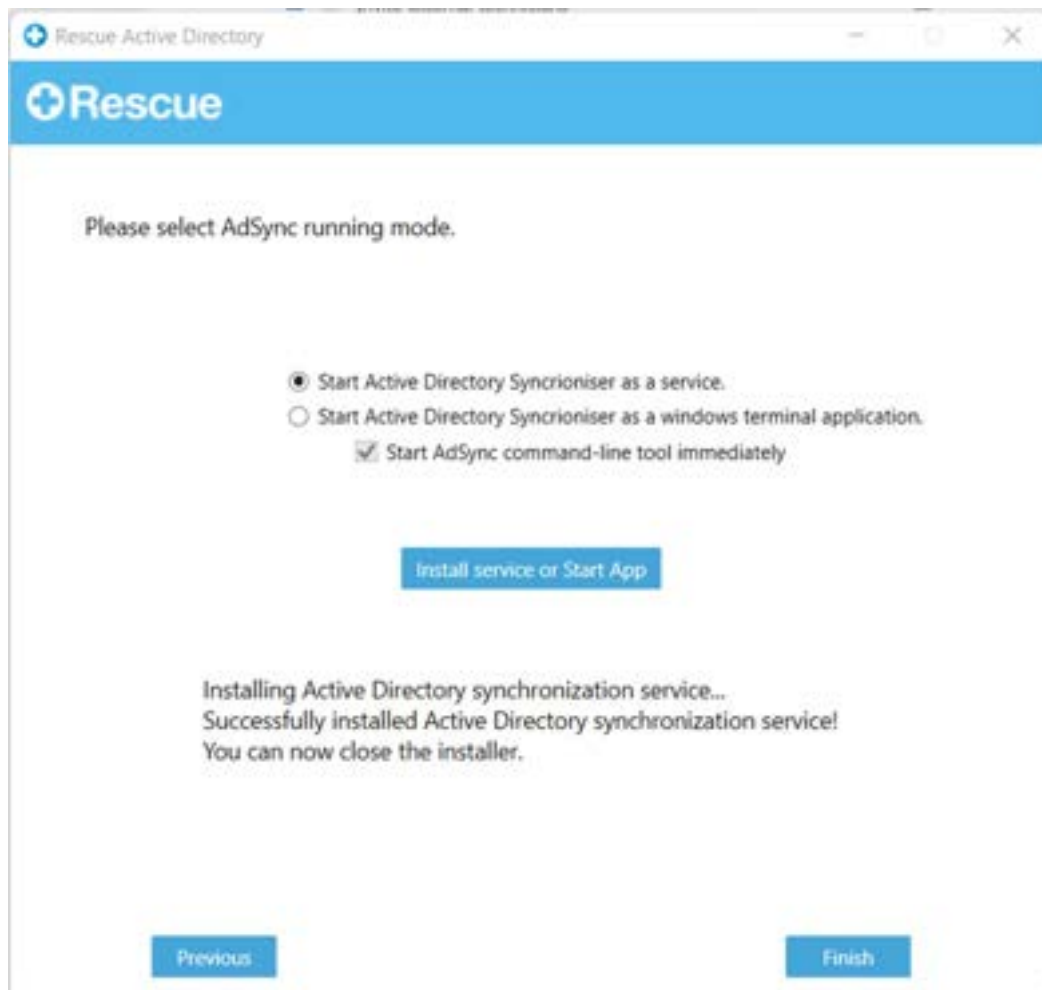 Rescue Active Directory
Rescue
Please select AdSync running mode.
Start Active Directory Syncrioniser as a service.
Start Active Directory Syncrioniser as a windows terminal application.
Start AdSync command-line tool immediately
Install service or Start App
Installing Active Directory synchronization service...
Successfully installed Active Directory synchronization service!
You can now close the installer.
Previous
Finish